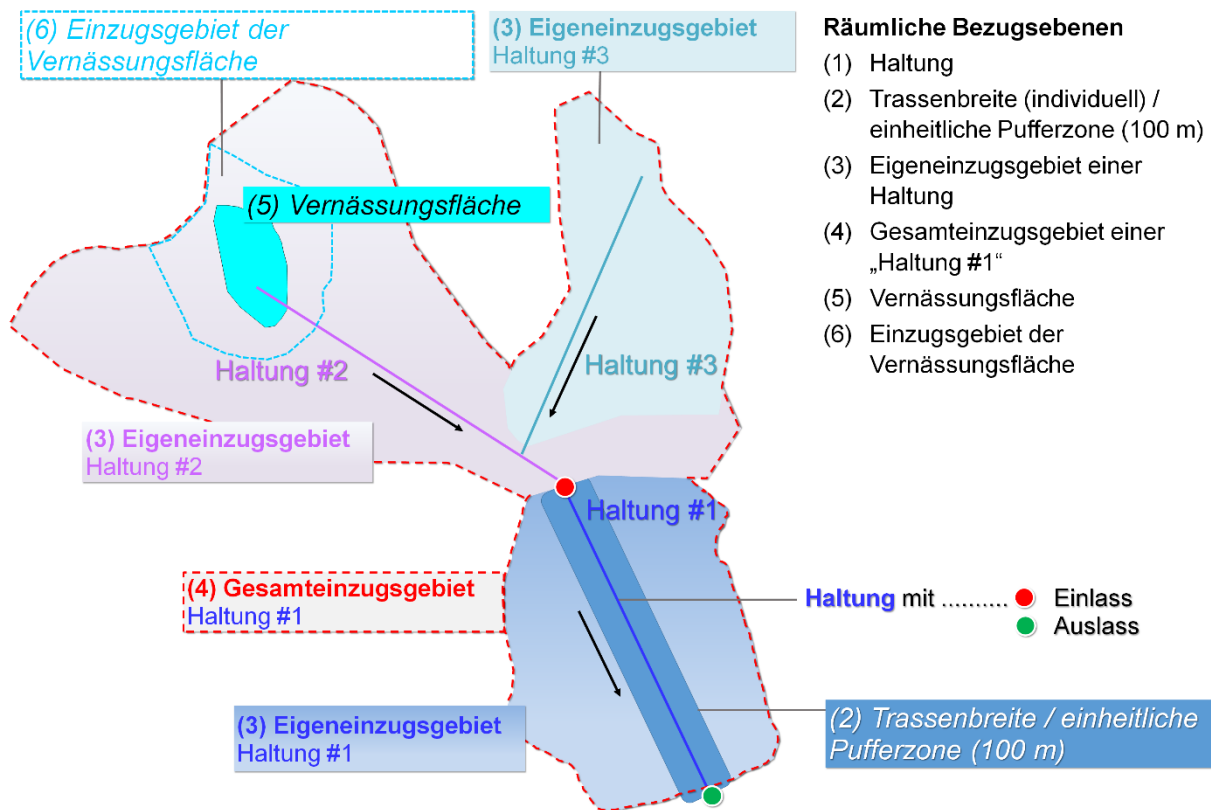 (6) Einzugsgebiet der
Vernässungsfläche
(3) Eigeneinzugsgebiet
Haltung #3
(5) Vernässungsfläche
Haltung #2
Haltung #3
(3) Eigeneinzugsgebiet
Haltung #2
Haltung #1
(4) Gesamteinzugsgebiet
Haltung #1
(3) Eigeneinzugsgebiet
Haltung #1
Räumliche Bezugsebenen
(1) Haltung
(2) Trassenbreite (individuell) /
einheitliche Pufferzone (100 m)
(3) Eigeneinzugsgebiet einer
Haltung
(4) Gesamteinzugsgebiet einer
„Haltung #1“
(5) Vernässungsfläche
(6) Einzugsgebiet der
Vernässungsfläche
Haltung mit .......... Einlass
Auslass
(2) Trassenbreite / einheitliche
Pufferzone (100 m)